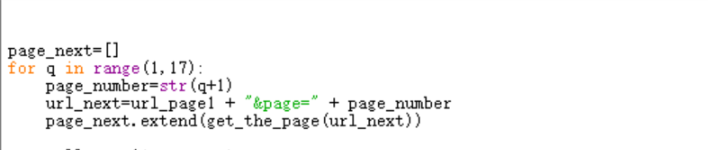 page_next=[]
for q in range(1,17):
    page_number=str(q+1)
    url_next=url_page1 + "&page=" + page_number
    page_next.extend(get_the_page(url_next))